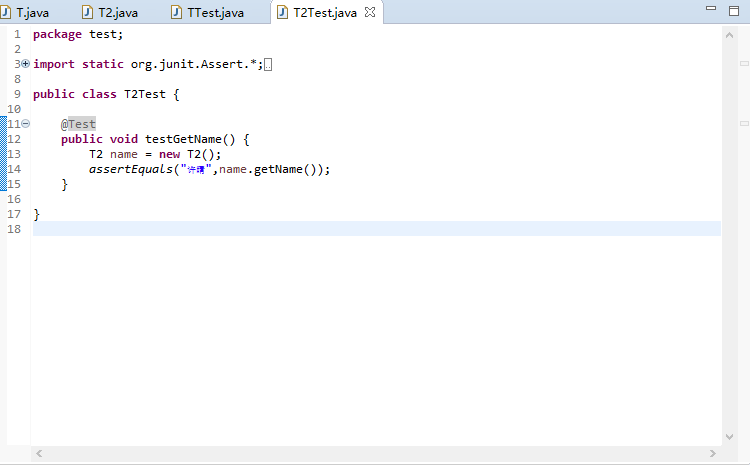 T.java T2.java TTest.java T2Test.java
1 package test;
2
3 import static org.junit.Assert.*;
8
9 public class T2Test {
10
11 @Test
12 public void testGetName() {
13 T2 name = new T2();
14 assertEquals("许晴",name.getName());
15 }
16
17 }
18